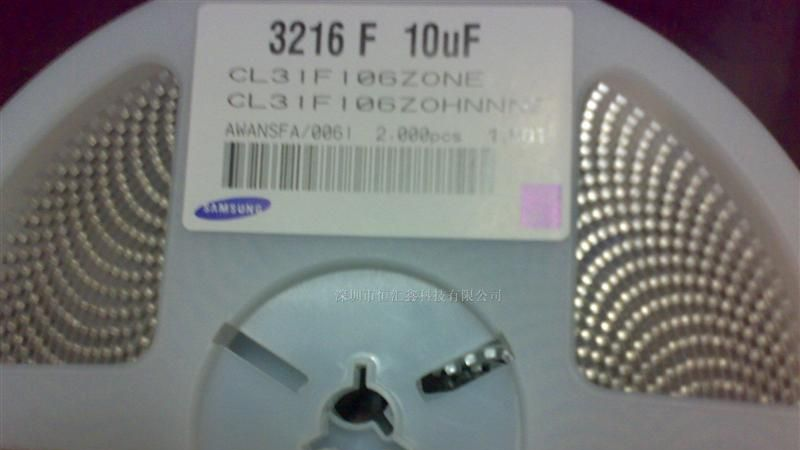 3216 F 10uF
CL31F106ZONE
CL31F106ZOHNNN
AWANSFA/0061 2.000pcs
SAMSUNG
深圳市恒汇鑫科技有限公司